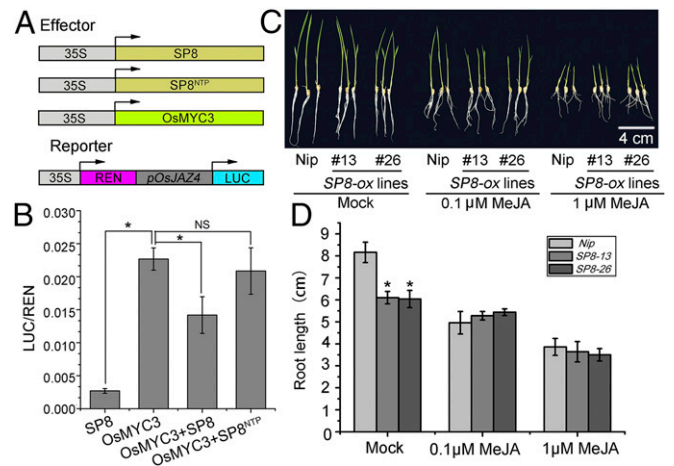 A
Effector
35S SP8
35S SP8NTP
35S OsMYC3
Reporter
35S REN pOsJAZ4 LUC
B
LUC/REN
0.030
0.025
0.020
0.015
0.010
0.005
0.000
* NS
*
SP8
OsMYC3
OsMYC3+SP8
OsMYC3+SP8NTP
C
4 cm
Nip #13 #26 Nip #13 #26 Nip #13 #26
SP8-ox lines SP8-ox lines SP8-ox lines
Mock 0.1 μM MeJA 1 μM MeJA
D
Root length (cm)
9
8
7
6
5
4
3
2
1
0
Nip
SP8-13
SP8-26
* *
Mock 0.1μM MeJA 1μM MeJA